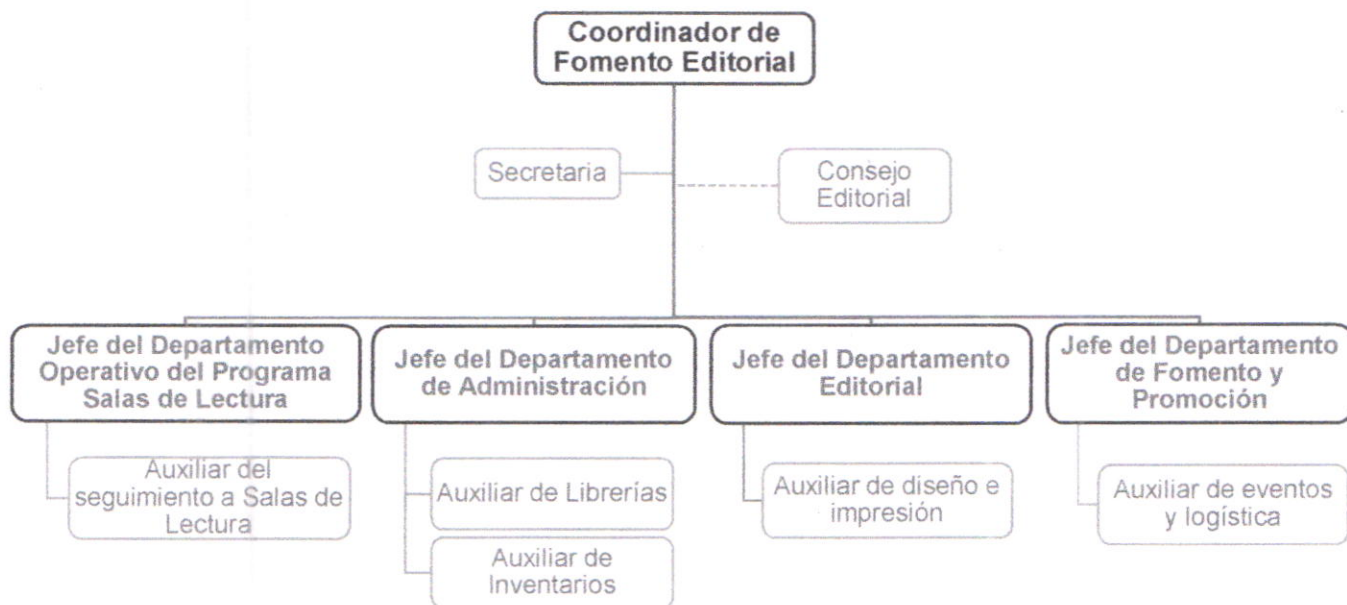 Coordinador de
Fomento Editorial
Secretaria
Consejo
Editorial
Jefe del Departamento
Operativo del Programa
Salas de Lectura
Jefe del Departamento
de Administración
Jefe del Departamento
Editorial
Jefe del Departamento
de Fomento y
Promoción
Auxiliar del
seguimiento a Salas de
Lectura
Auxiliar de Librerías
Auxiliar de
Inventarios
Auxiliar de diseño e
impresión
Auxiliar de eventos
y logística